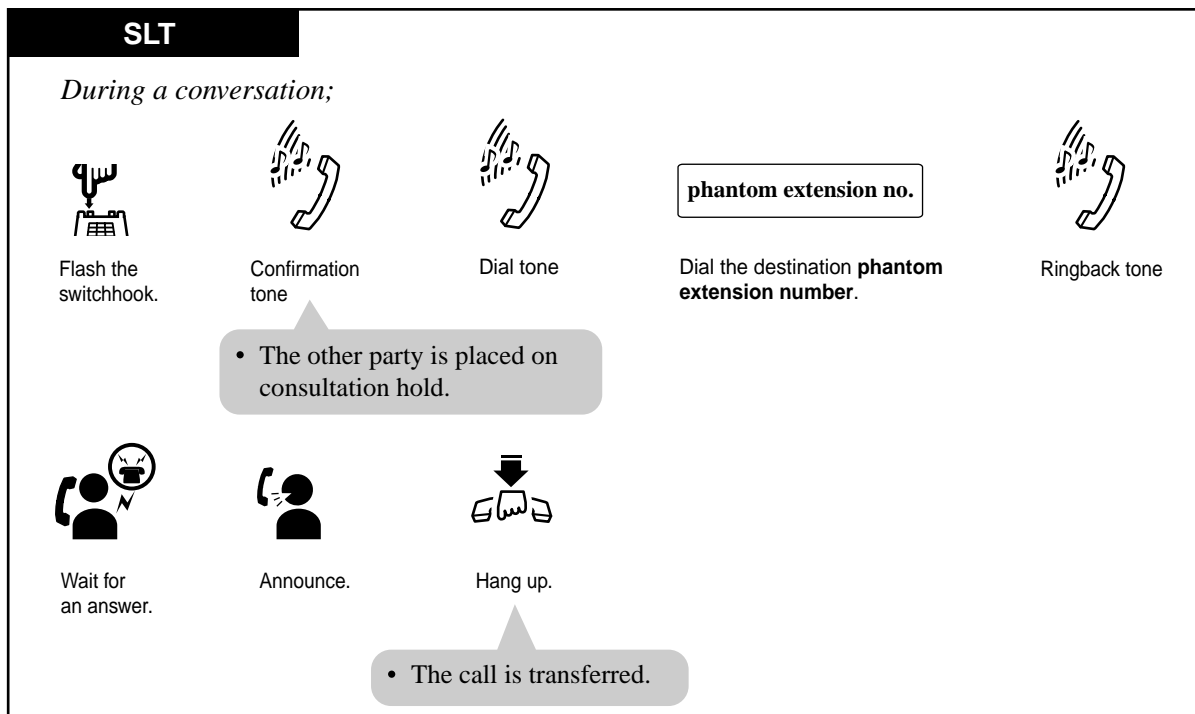 SLT
During a conversation;
phantom extension no.
Flash the
switchhook.
Confirmation
tone
Dial tone
Dial the destination phantom
extension number.
Ringback tone
• The other party is placed on
consultation hold.
Wait for
an answer.
Announce.
Hang up.
• The call is transferred.